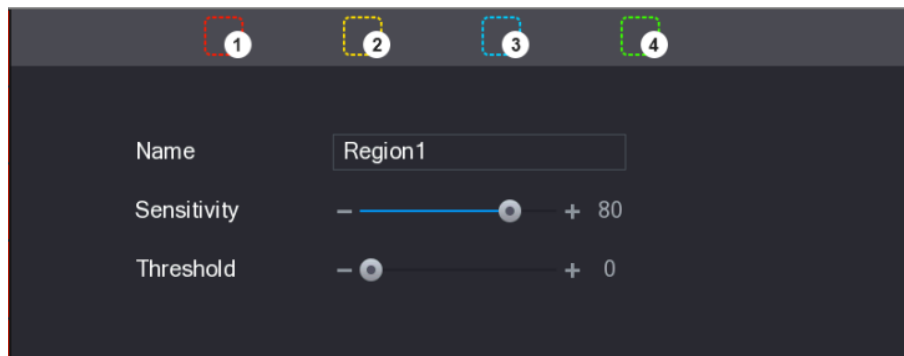 1 2 3 4
Name Region1
Sensitivity − + 80
Threshold − + 0